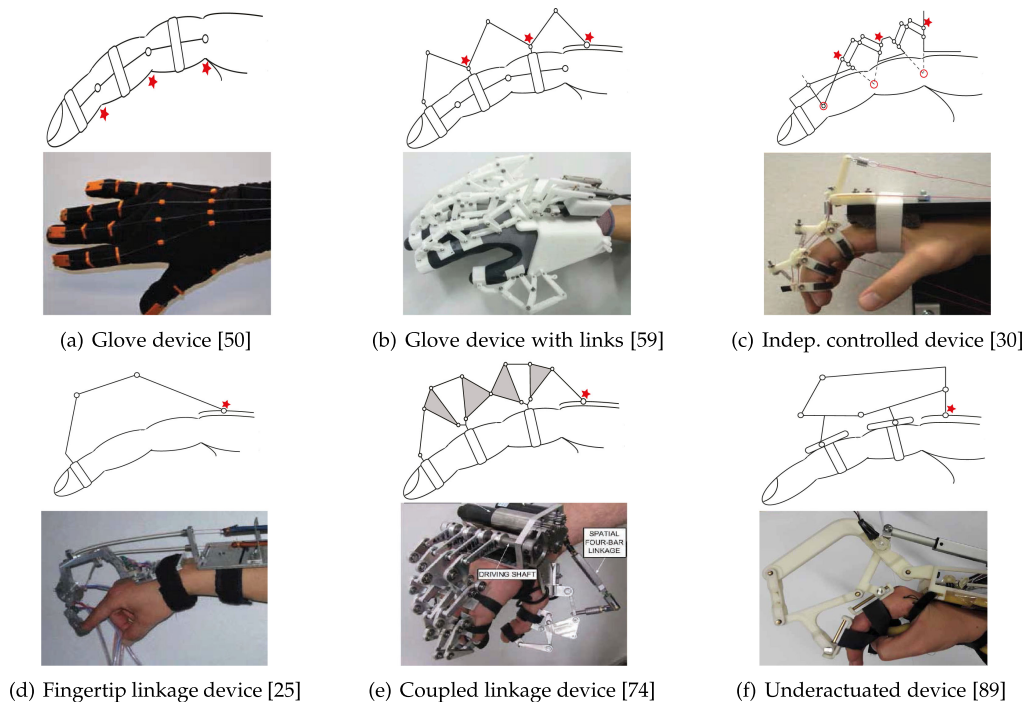 (a) Glove device [50]
(b) Glove device with links [59]
(c) Indep. controlled device [30]
SPATIAL
FOUR-BAR
LINKAGE
DRIVING SHAFT
(d) Fingertip linkage device [25]
(e) Coupled linkage device [74]
(f) Underactuated device [89]